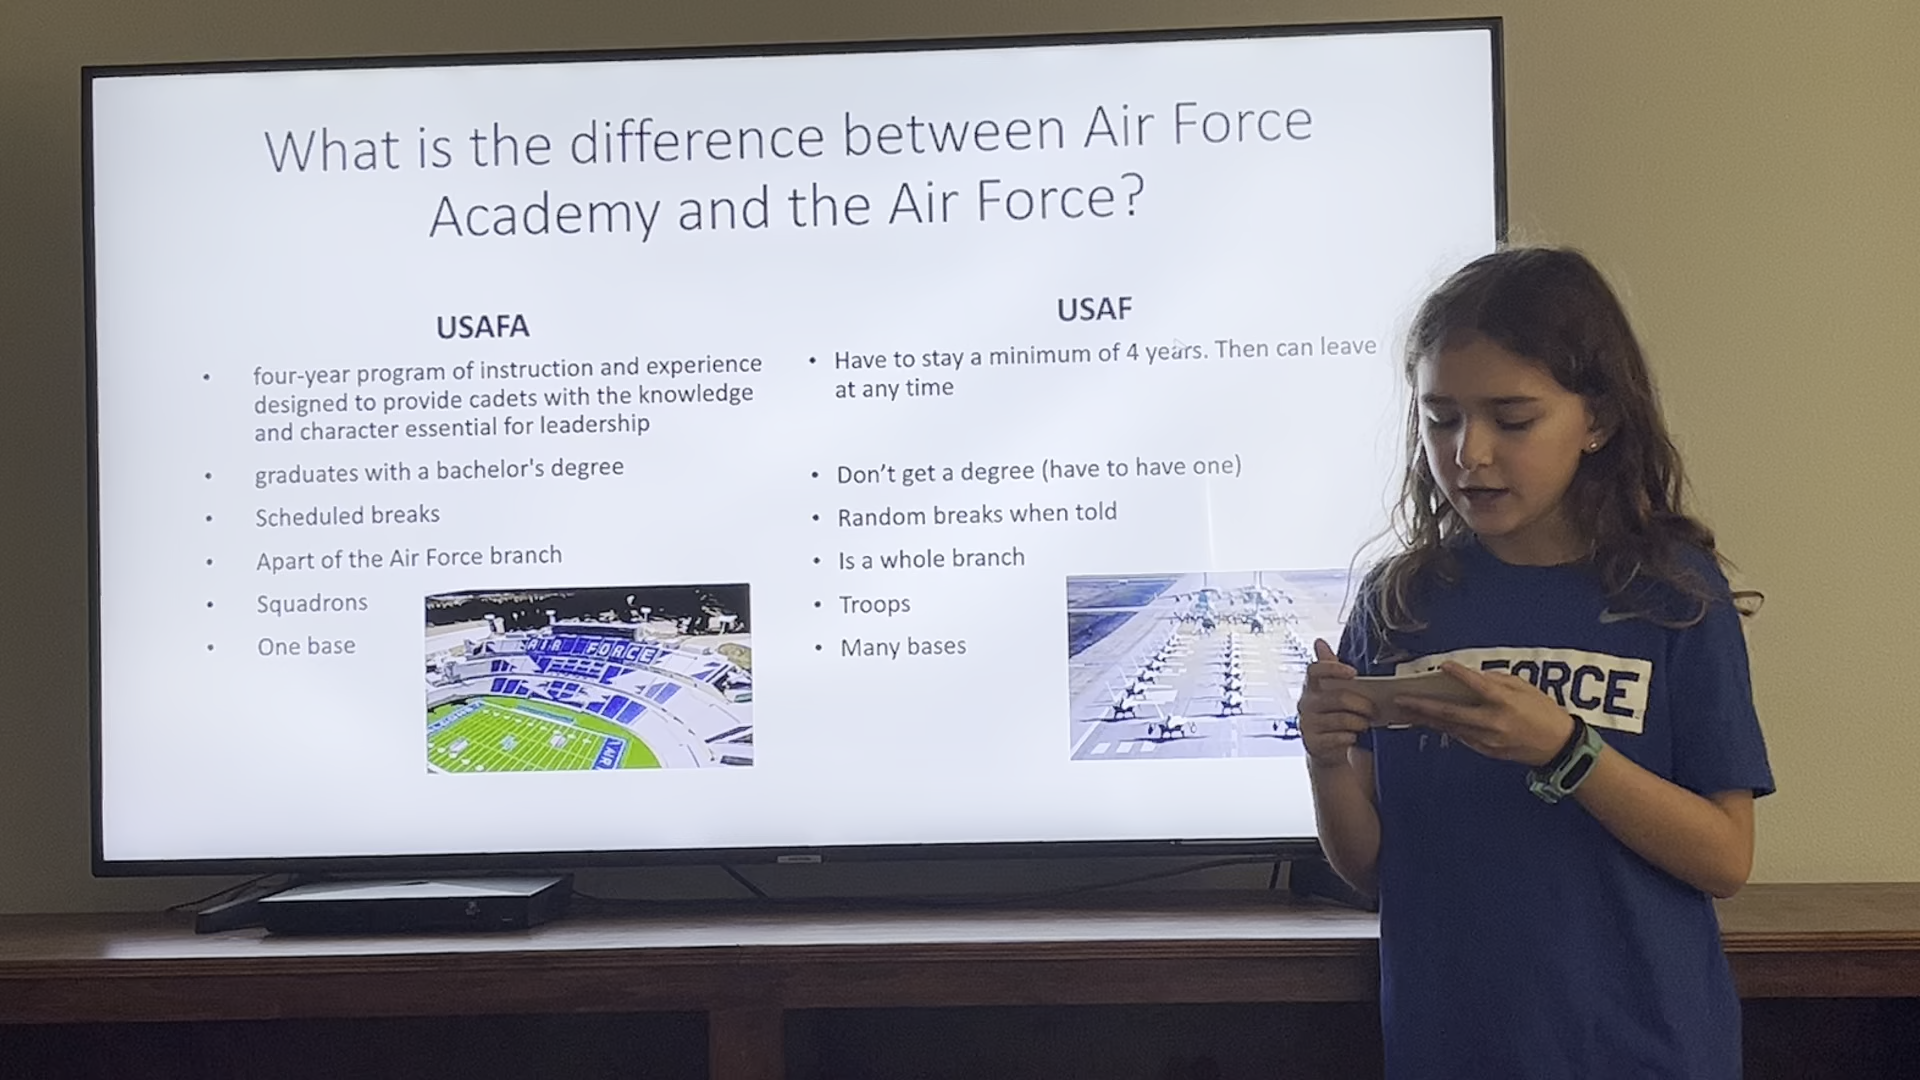 What is the difference between Air Force
Academy and the Air Force?
USAFA
• four-year program of instruction and experience
designed to provide cadets with the knowledge
and character essential for leadership
• graduates with a bachelor's degree
• Scheduled breaks
• Apart of the Air Force branch
• Squadrons
• One base
AIR FORCE
USAF
• Have to stay a minimum of 4 years. Then can leave
at any time
• Don't get a degree (have to have one)
• Random breaks when told
• Is a whole branch
• Troops
• Many bases
FORCE